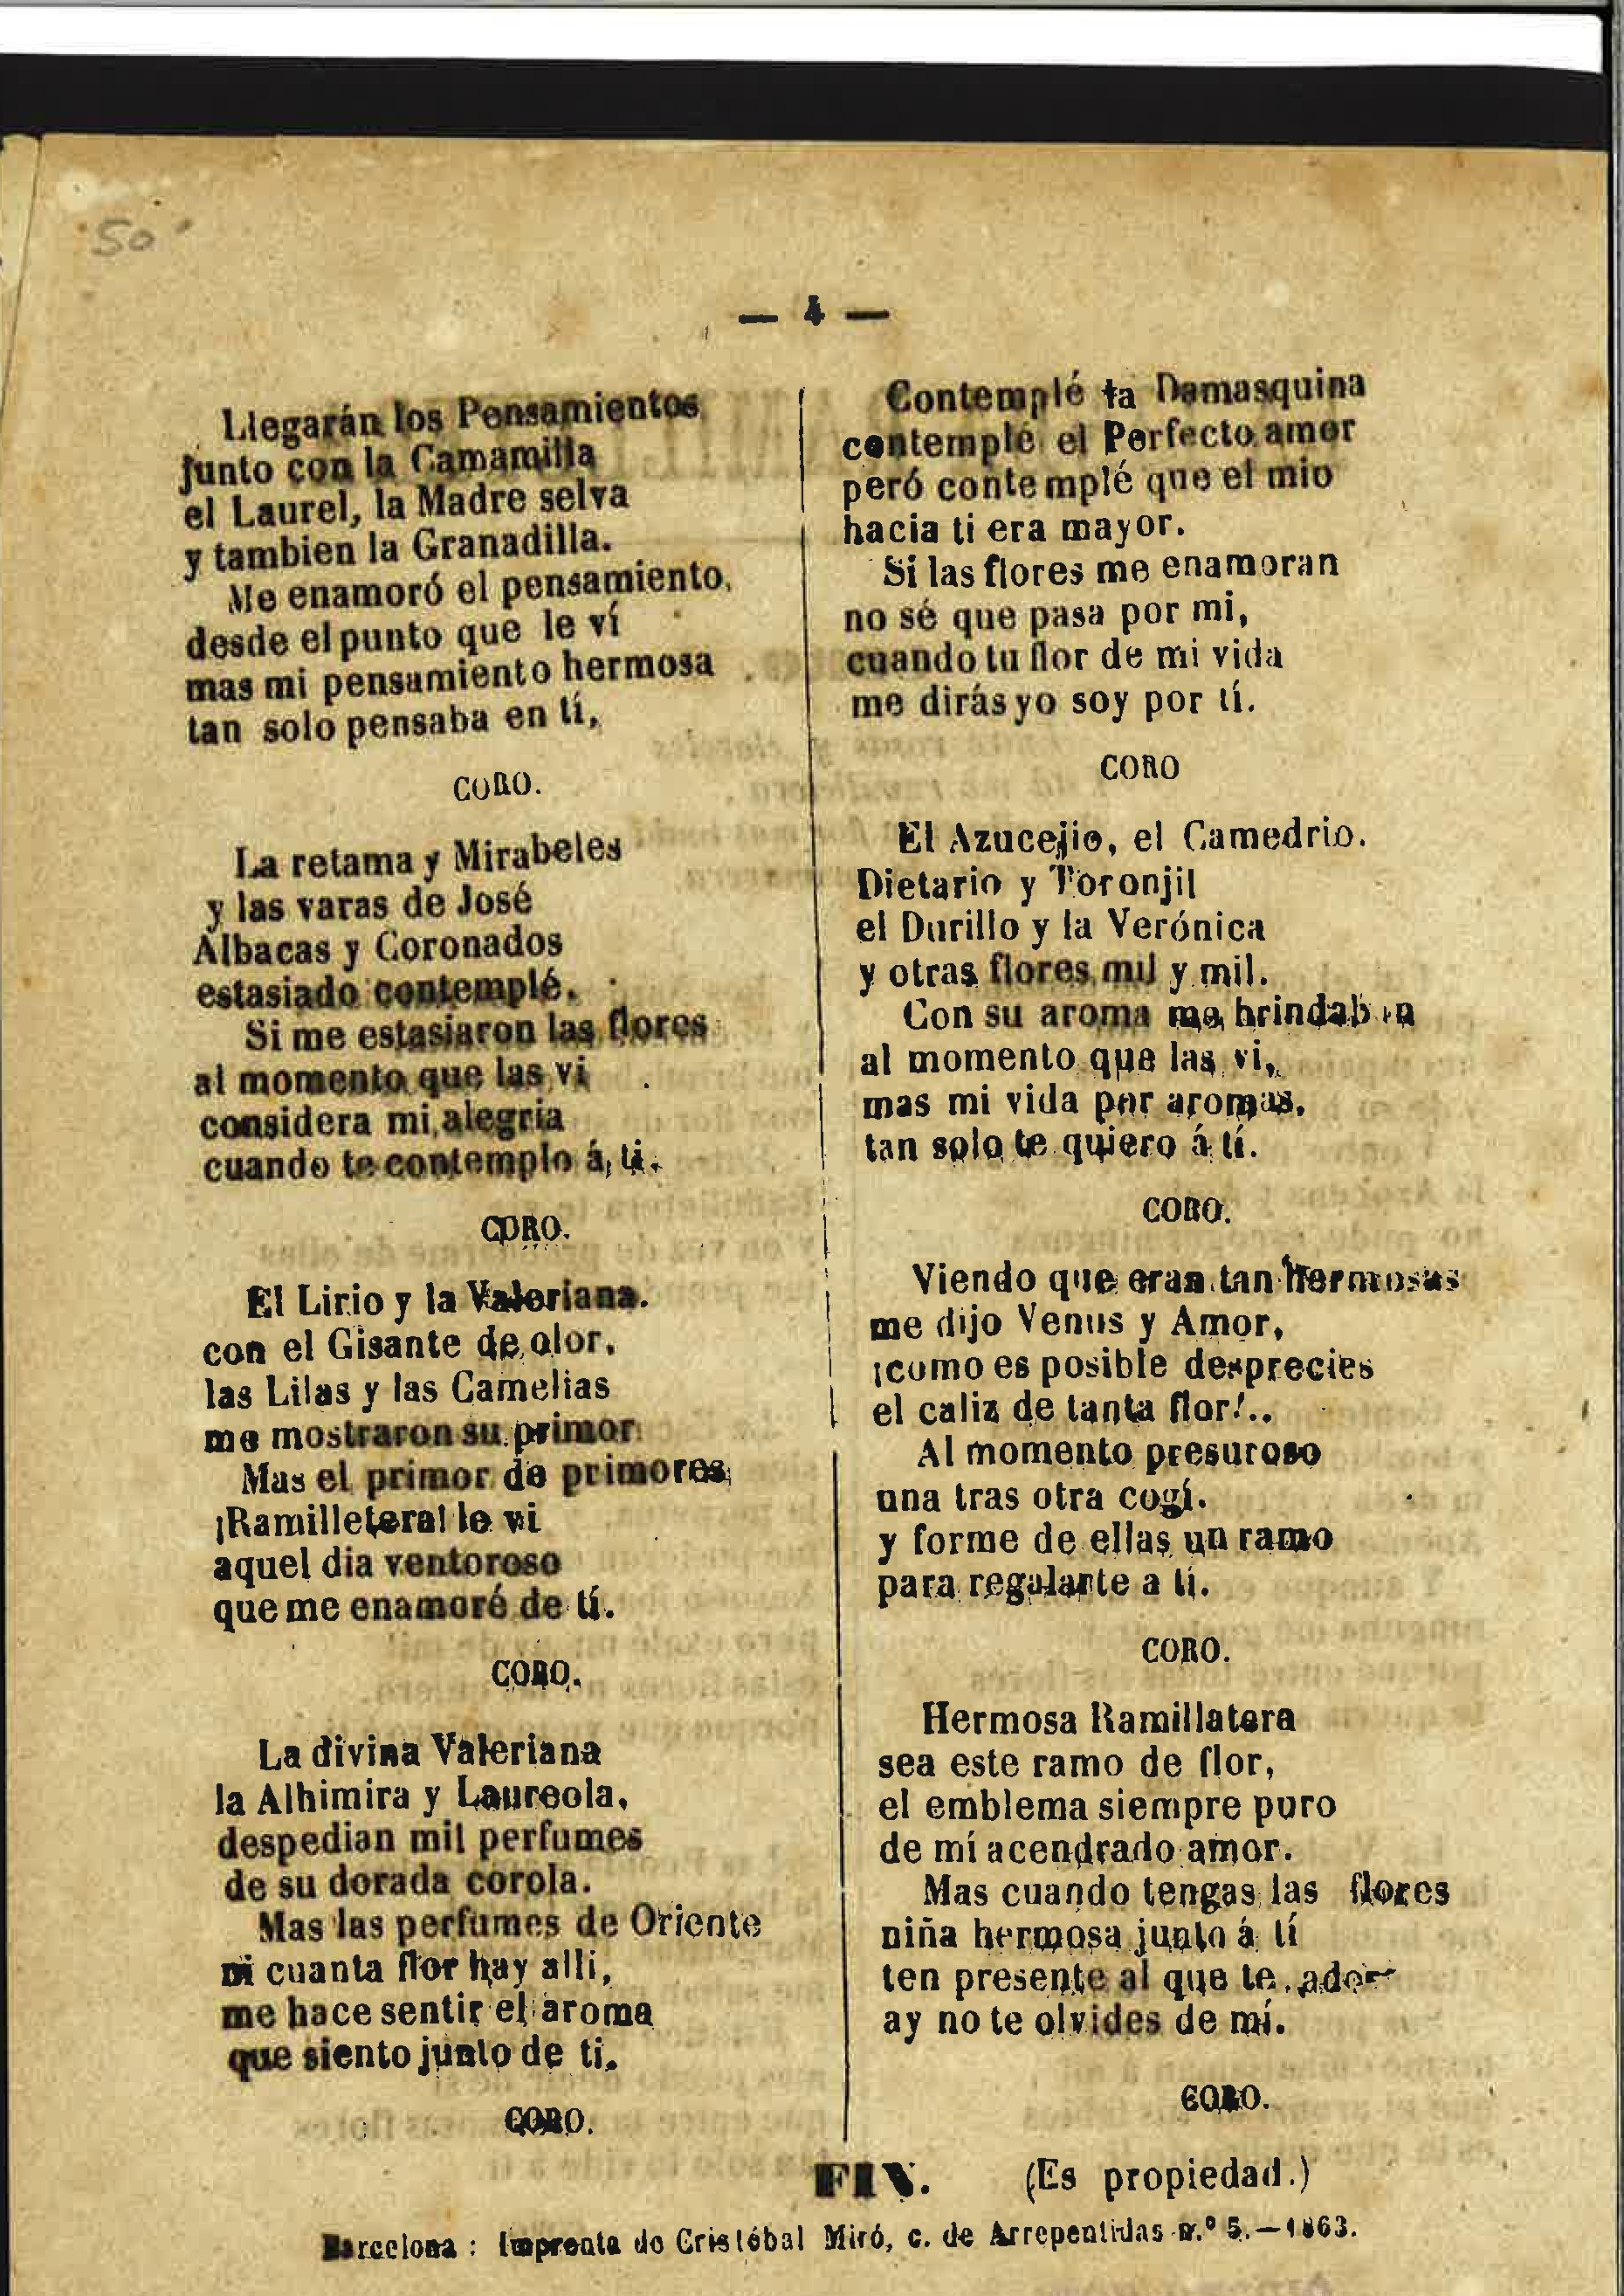 50
— 4 —
Llegarán los Pensamientos
junto con la Camamilla
el Laurel, la Madre selva
y tambien la Granadilla.
Me enamoró el pensamiento,
desde el punto que le ví
mas mi pensamiento hermosa
tan solo pensaba en tí,
CORO.
La retama y Mirabeles
y las varas de José
Albacas y Coronados
estasiado contemplé.
Si me estasiaron las flores
al momento que las vi
considera mi alegria
cuando te contemplo á ti.
CORO.
El Lirio y la Valeriana.
con el Gisante de olor,
las Lilas y las Camelias
me mostraron su primor
Mas el primor de primores
¡Ramilletera! le vi
aquel dia ventoroso
que me enamoré de tí.
CORO.
La divina Valeriana
la Alhimira y Laureola,
despedian mil perfumes
de su dorada corola.
Mas las perfumes de Oriente
ni cuanta flor hay alli,
me hace sentir el aroma
que siento junto de ti.
CORO.
Contemplé la Damasquina
contemplé el Perfecto amor
peró contemplé que el mio
hacia ti era mayor.
Si las flores me enamoran
no sé que pasa por mi,
cuando tu flor de mi vida
me dirás yo soy por tí.
CORO
El Azucejio, el Camedrio.
Dietario y Toronjil
el Durillo y la Verónica
y otras flores mil y mil.
Con su aroma me brindaban
al momento que las vi,
mas mi vida por aromas,
tan solo te quiero á tí.
CORO.
Viendo que eran tan hermosas
me dijo Venus y Amor,
¡como es posible desprecies
el caliz de tanta flor!..
Al momento presuroso
una tras otra cogí.
y forme de ellas un ramo
para regalarte a tí.
CORO.
Hermosa Ramillatera
sea este ramo de flor,
el emblema siempre puro
de mí acendrado amor.
Mas cuando tengas las flores
niña hermosa junto á tí
ten presente al que te ador
ay no te olvides de mí.
CORO.
FIN. (Es propiedad.)
Barcelona: Imprenta de Cristóbal Miró, c. de Arrepentidas n.º 5.—1863.